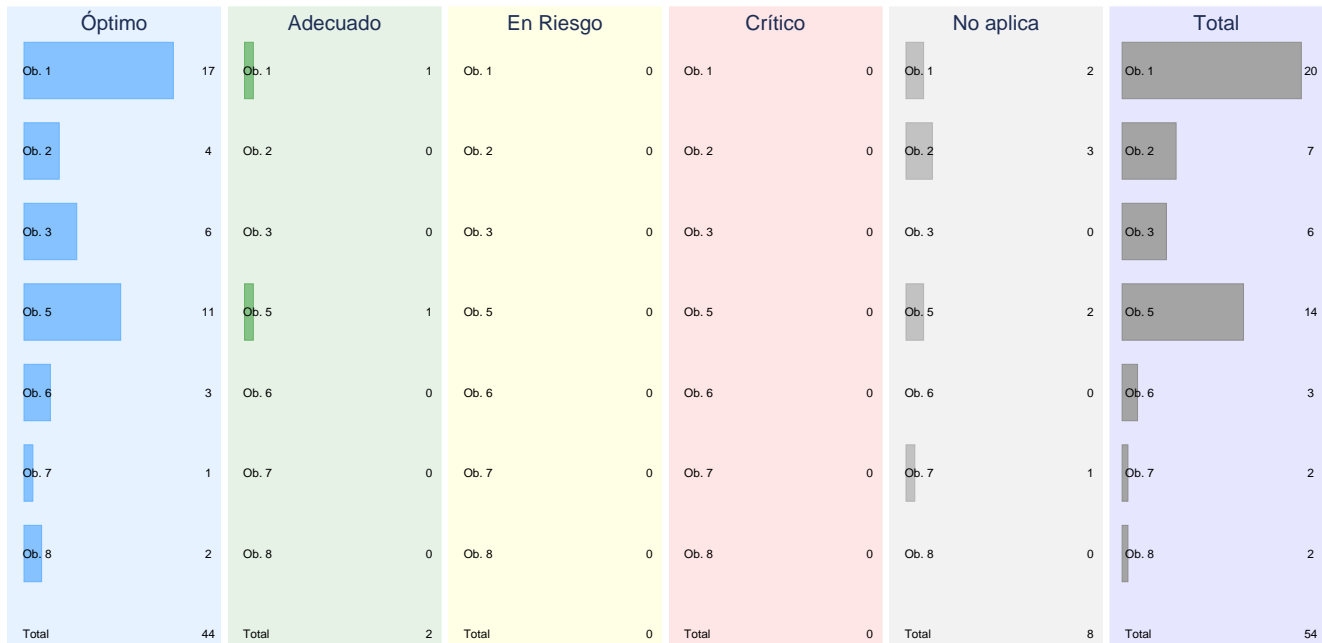 Óptimo Adecuado En Riesgo Crítico No aplica Total
Ob. 1 17 Ob. 1 1 Ob. 1 0 Ob. 1 0 Ob. 1 2 Ob. 1 20
Ob. 2 4 Ob. 2 0 Ob. 2 0 Ob. 2 0 Ob. 2 3 Ob. 2 7
Ob. 3 6 Ob. 3 0 Ob. 3 0 Ob. 3 0 Ob. 3 0 Ob. 3 6
Ob. 5 11 Ob. 5 1 Ob. 5 0 Ob. 5 0 Ob. 5 2 Ob. 5 14
Ob. 6 3 Ob. 6 0 Ob. 6 0 Ob. 6 0 Ob. 6 0 Ob. 6 3
Ob. 7 1 Ob. 7 0 Ob. 7 0 Ob. 7 0 Ob. 7 1 Ob. 7 2
Ob. 8 2 Ob. 8 0 Ob. 8 0 Ob. 8 0 Ob. 8 0 Ob. 8 2
Total 44 Total 2 Total 0 Total 0 Total 8 Total 54